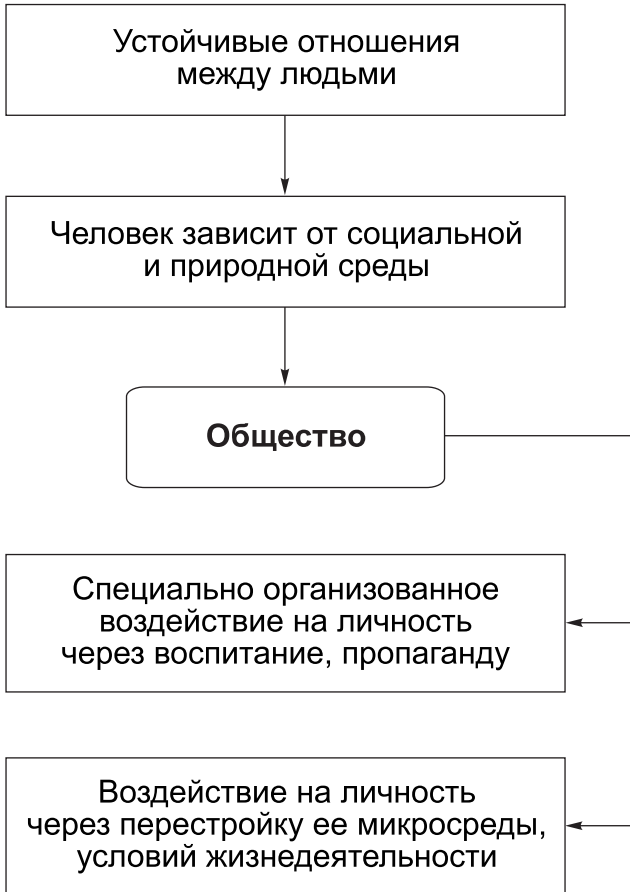 Устойчивые отношения
между людьми
Человек зависит от социальной
и природной среды
Общество
Специально организованное
воздействие на личность
через воспитание, пропаганду
Воздействие на личность
через перестройку ее микросреды,
условий жизнедеятельности